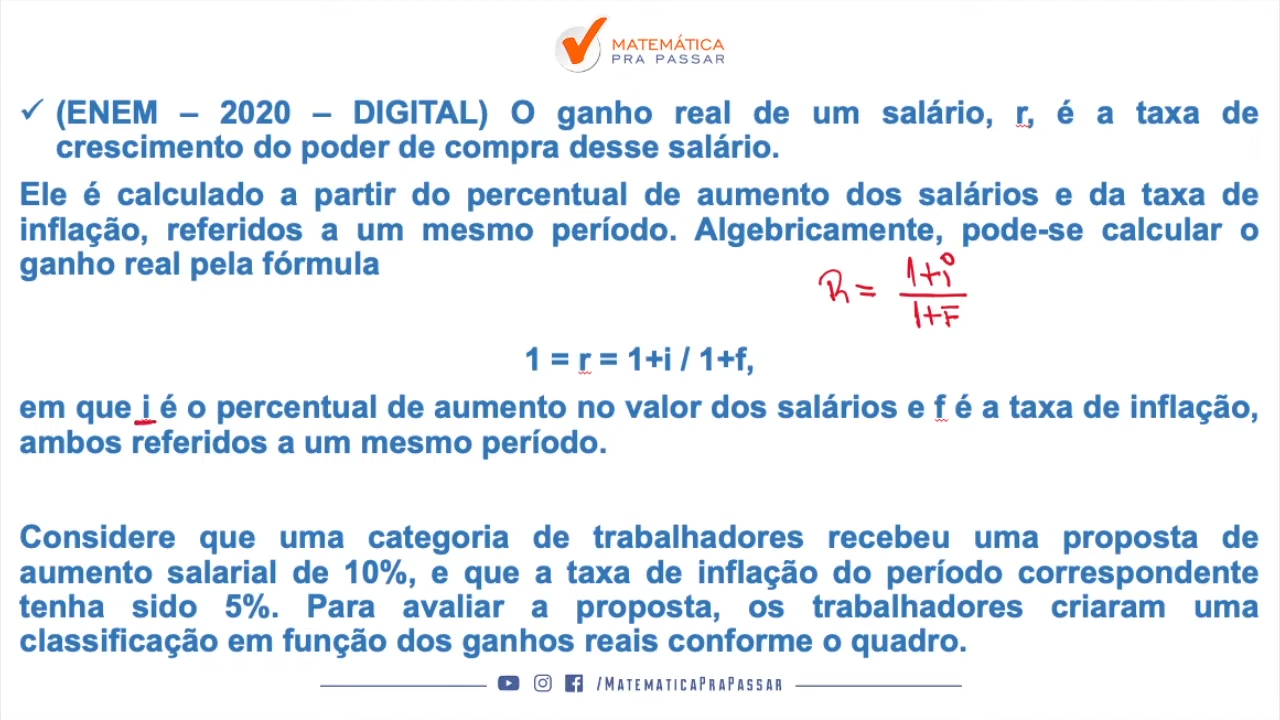 MATEMÁTICA
PRA PASSAR
✓ (ENEM – 2020 – DIGITAL) O ganho real de um salário, r, é a taxa de
crescimento do poder de compra desse salário.
Ele é calculado a partir do percentual de aumento dos salários e da taxa de
inflação, referidos a um mesmo período. Algebricamente, pode-se calcular o
ganho real pela fórmula
R = 1+i / 1+F
1 = r = 1+i / 1+f,
em que i é o percentual de aumento no valor dos salários e f é a taxa de inflação,
ambos referidos a um mesmo período.
Considere que uma categoria de trabalhadores recebeu uma proposta de
aumento salarial de 10%, e que a taxa de inflação do período correspondente
tenha sido 5%. Para avaliar a proposta, os trabalhadores criaram uma
classificação em função dos ganhos reais conforme o quadro.
/MATEMATICAPRAPASSAR